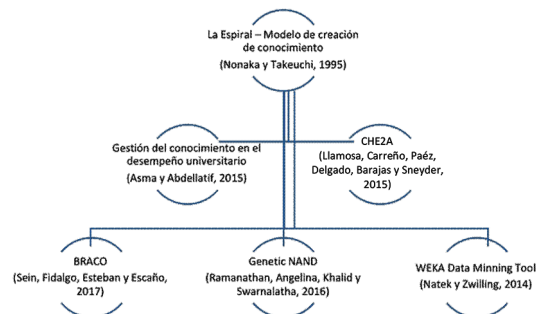 La Espiral – Modelo de creación
de conocimiento
(Nonaka y Takeuchi, 1995)
Gestión del conocimiento en el
desempeño universitario
(Asma y Abdellatif, 2015)
CHE2A
(Llamosa, Carreño, Paéz,
Delgado, Barajas y Sneyder,
2015)
BRACO
(Sein, Fidalgo, Esteban y Escaño,
2017)
Genetic NAND
(Ramanathan, Angelina, Khalid y
Swarnalatha, 2016)
WEKA Data Minning Tool
(Natek y Zwilling, 2014)